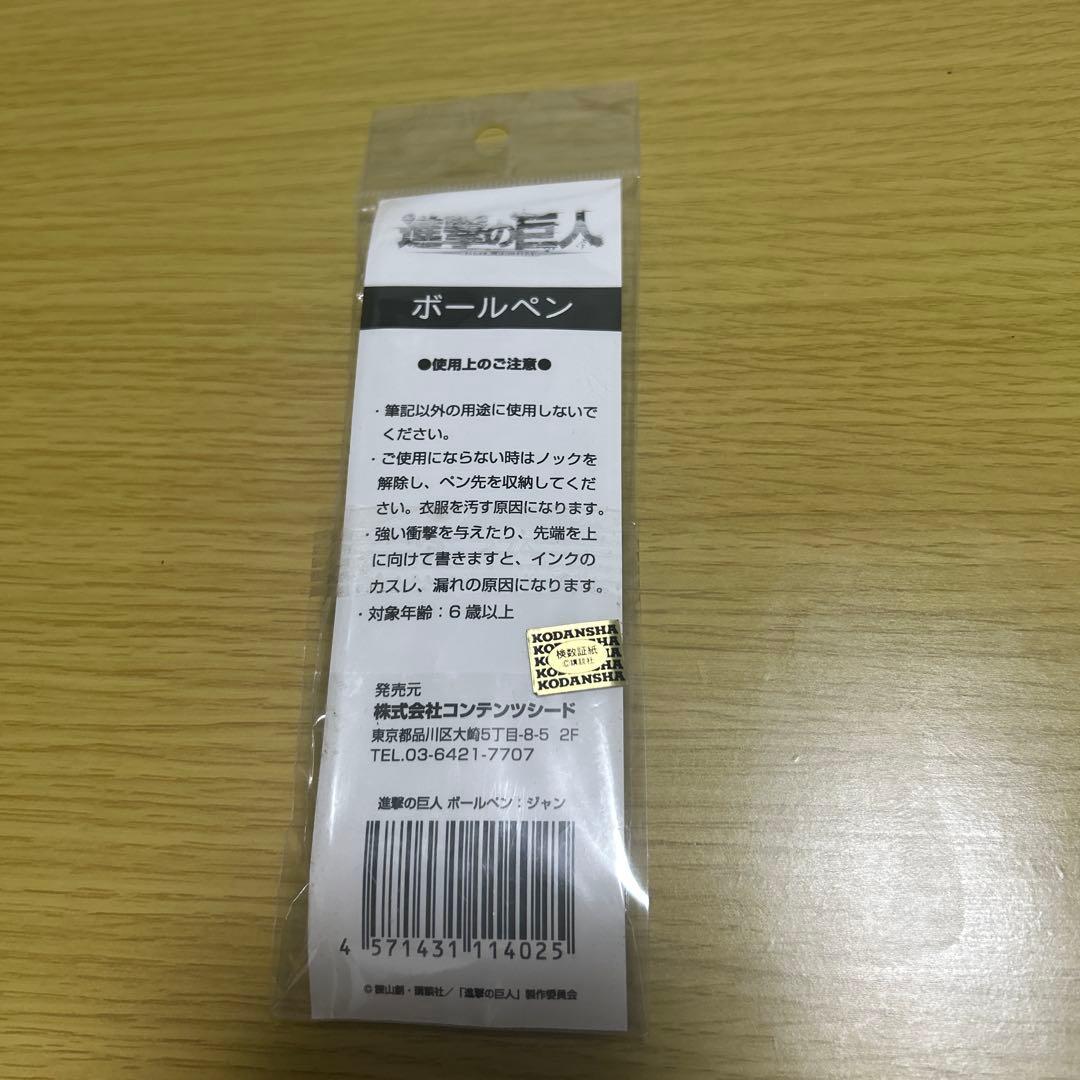 進撃の巨人
ボールペン
●使用上のご注意●
・筆記以外の用途に使用しないで
ください。
・ご使用にならない時はノックを
解除し、ペン先を収納してくだ
さい。衣服を汚す原因になります。
・強い衝撃を与えたり、先端を上
に向けて書きますと、インクの
カスレ、漏れの原因になります。
・対象年齢：6歳以上
KODANSHA
KODANSHA
検数証紙
©講談社
発売元
株式会社コンテンツシード
東京都品川区大崎5丁目-8-5 2F
TEL.03-6421-7707
進撃の巨人 ボールペン：ジャン
4 571431 114025
©諫山創・講談社／「進撃の巨人」製作委員会